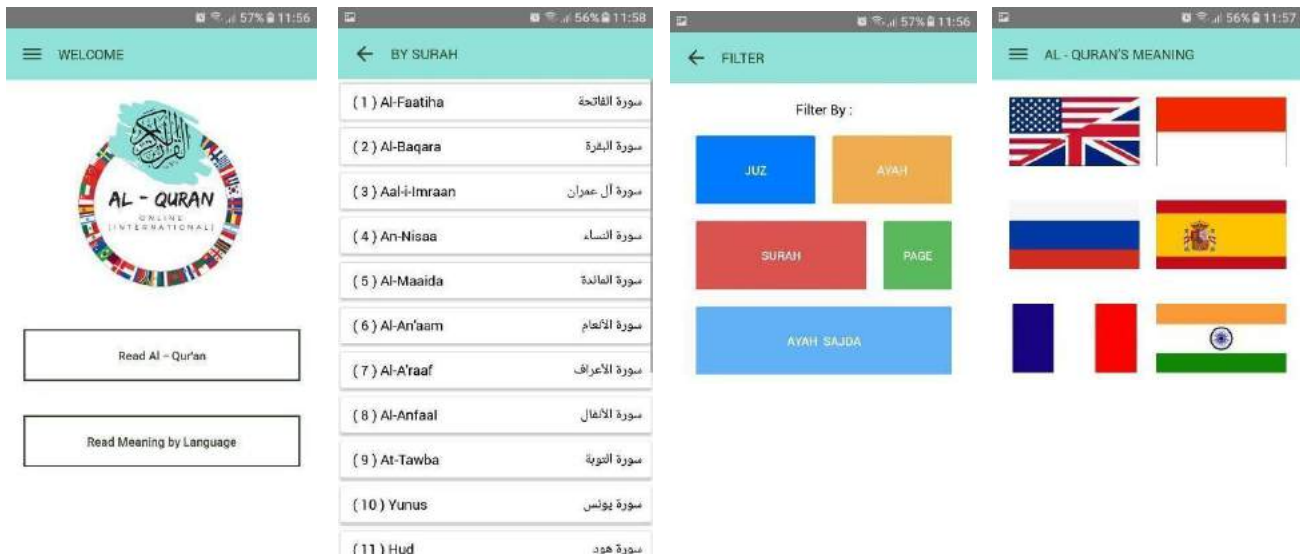 57% 11:56
WELCOME
AL - QURAN
ONLINE
(INTERNATIONAL)
Read Al - Qur'an
Read Meaning by Language
56% 11:58
BY SURAH
( 1 ) Al-Faatiha سورة الفاتحة
( 2 ) Al-Baqara سورة البقرة
( 3 ) Aal-i-Imraan سورة آل عمران
( 4 ) An-Nisaa سورة النساء
( 5 ) Al-Maaida سورة المائدة
( 6 ) Al-An'aam سورة الأنعام
( 7 ) Al-A'raaf سورة الأعراف
( 8 ) Al-Anfaal سورة الأنفال
( 9 ) At-Tawba سورة التوبة
( 10 ) Yunus سورة يونس
( 11 ) Hud سورة هود
57% 11:56
FILTER
Filter By :
JUZ
AYAH
SURAH
PAGE
AYAH SAJDA
56% 11:57
AL - QURAN'S MEANING